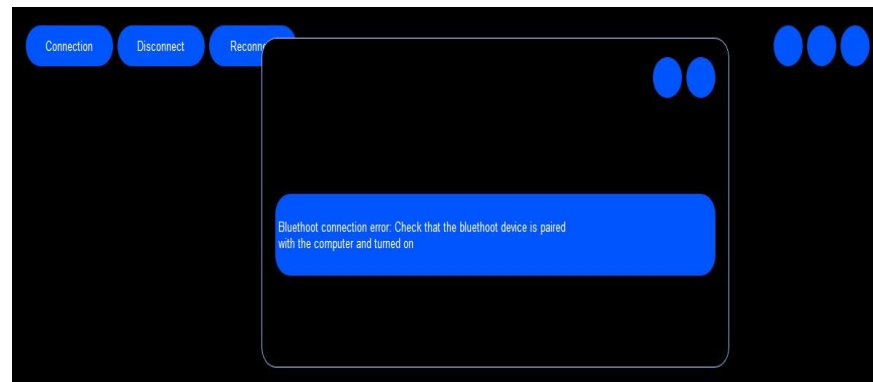 Connection
Disconnect
Reconn
Bluethoot connection error: Check that the bluethoot device is paired
with the computer and turned on